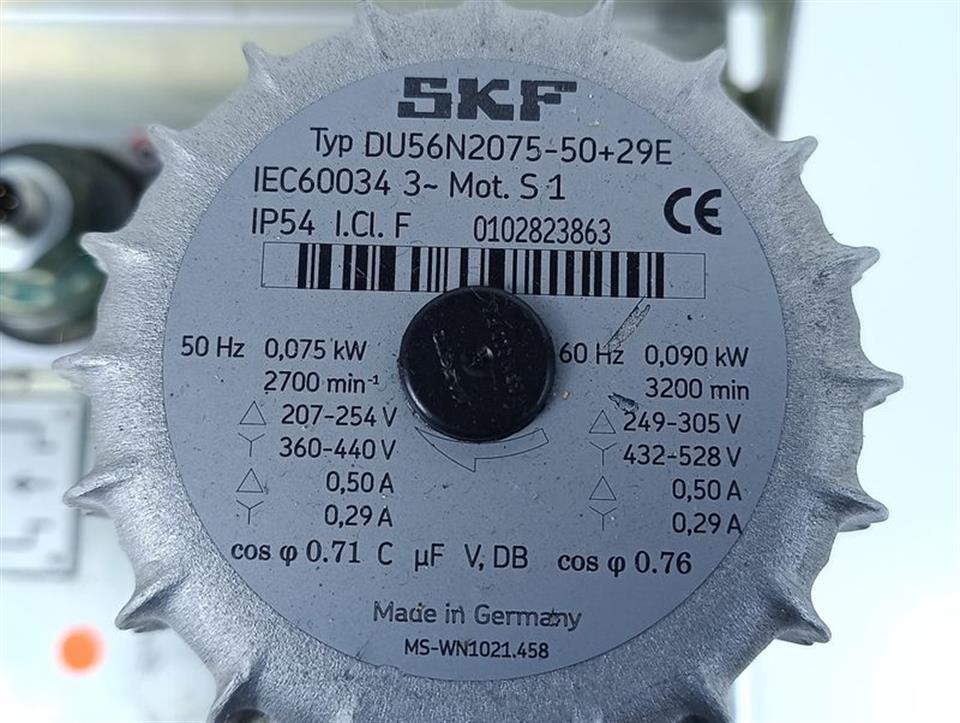 SKF
Typ DU56N2075-50+29E
IEC60034 3~ Mot. S 1
IP54 I.Cl. F 0102823863
CE
50 Hz 0,075 kW 60 Hz 0,090 kW
2700 min⁻¹ 3200 min
△ 207-254 V △ 249-305 V
Y 360-440 V Y 432-528 V
△ 0,50 A △ 0,50 A
Y 0,29 A Y 0,29 A
cos φ 0.71 C µF V, DB cos φ 0.76
Made in Germany
MS-WN1021.458